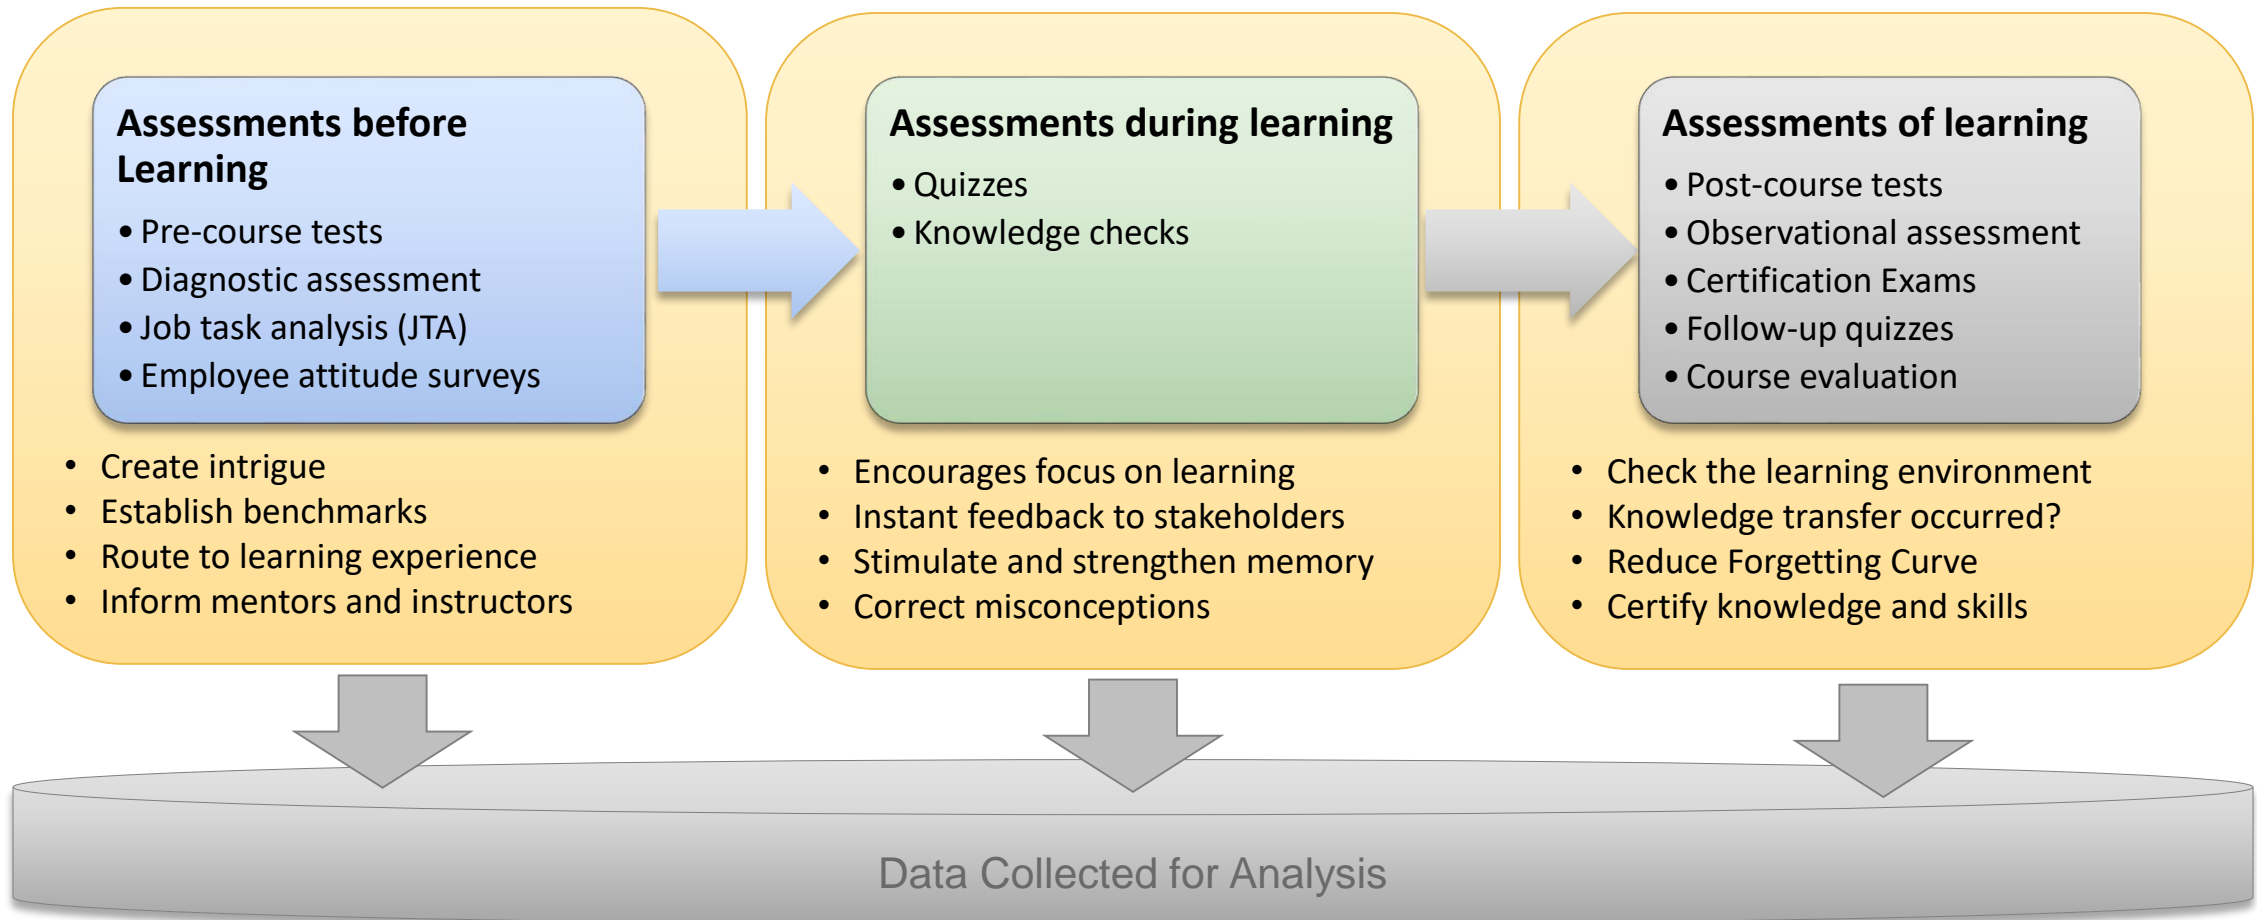 Assessments before
Learning
• Pre-course tests
• Diagnostic assessment
• Job task analysis (JTA)
• Employee attitude surveys
• Create intrigue
• Establish benchmarks
• Route to learning experience
• Inform mentors and instructors
Assessments during learning
• Quizzes
• Knowledge checks
• Encourages focus on learning
• Instant feedback to stakeholders
• Stimulate and strengthen memory
• Correct misconceptions
Assessments of learning
• Post-course tests
• Observational assessment
• Certification Exams
• Follow-up quizzes
• Course evaluation
• Check the learning environment
• Knowledge transfer occurred?
• Reduce Forgetting Curve
• Certify knowledge and skills
Data Collected for Analysis